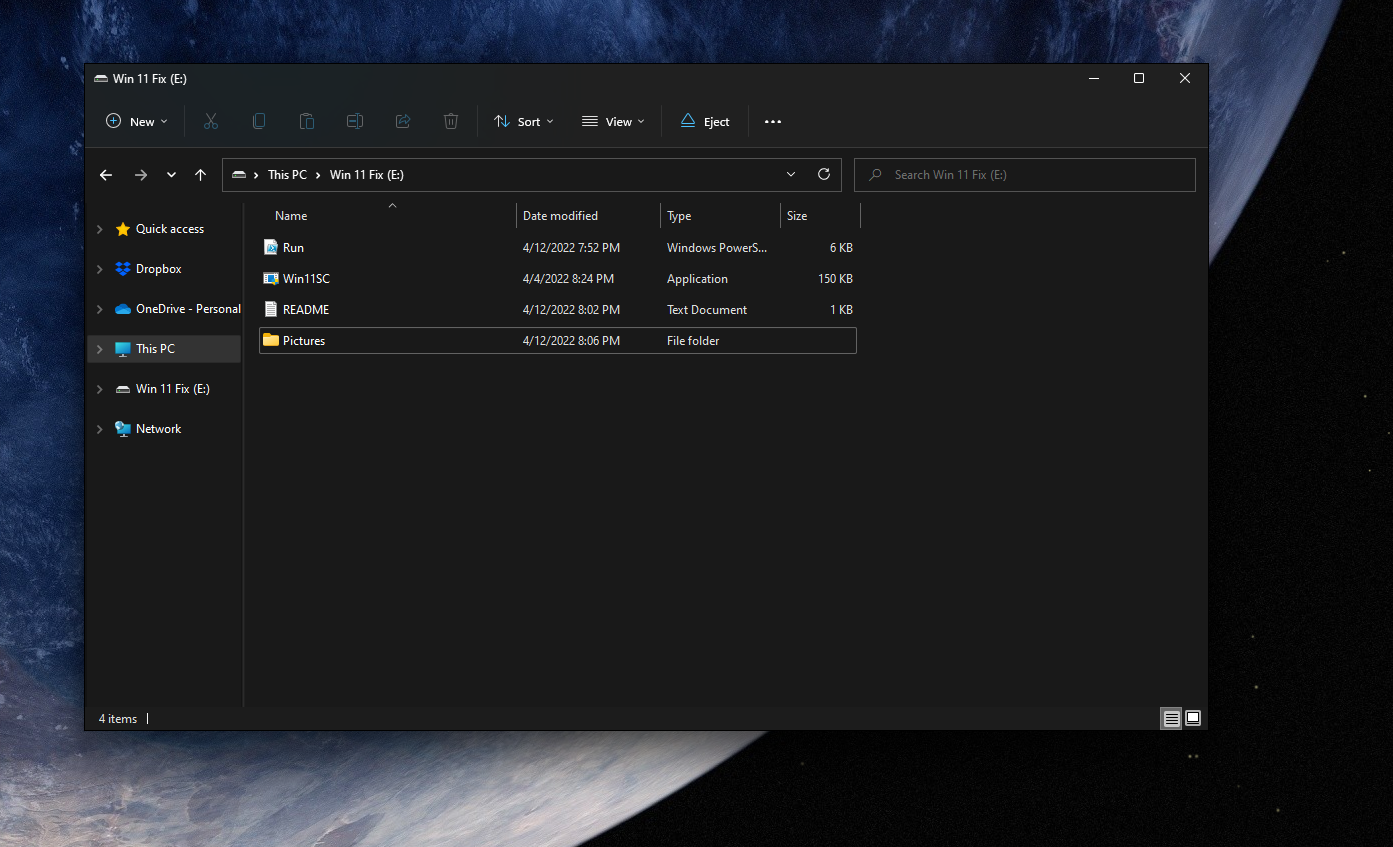 Win 11 Fix (E:)
New Sort View Eject
This PC Win 11 Fix (E:) Search Win 11 Fix (E:)
Quick access
Dropbox
OneDrive - Personal
This PC
Win 11 Fix (E:)
Network
Name Date modified Type Size
Run 4/12/2022 7:52 PM Windows PowerS... 6 KB
Win11SC 4/4/2022 8:24 PM Application 150 KB
README 4/12/2022 8:02 PM Text Document 1 KB
Pictures 4/12/2022 8:06 PM File folder
4 items